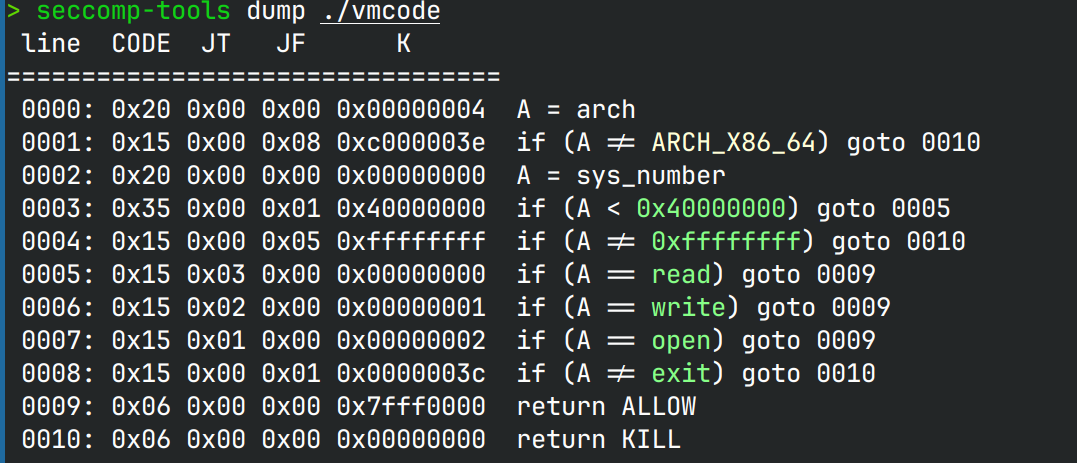 > seccomp-tools dump ./vmcode
line  CODE  JT   JF      K
=================================
0000: 0x20 0x00 0x00 0x00000004  A = arch
0001: 0x15 0x00 0x08 0xc000003e  if (A ≠ ARCH_X86_64) goto 0010
0002: 0x20 0x00 0x00 0x00000000  A = sys_number
0003: 0x35 0x00 0x01 0x40000000  if (A < 0x40000000) goto 0005
0004: 0x15 0x00 0x05 0xffffffff  if (A ≠ 0xffffffff) goto 0010
0005: 0x15 0x03 0x00 0x00000000  if (A == read) goto 0009
0006: 0x15 0x02 0x00 0x00000001  if (A == write) goto 0009
0007: 0x15 0x01 0x00 0x00000002  if (A == open) goto 0009
0008: 0x15 0x00 0x01 0x0000003c  if (A ≠ exit) goto 0010
0009: 0x06 0x00 0x00 0x7fff0000  return ALLOW
0010: 0x06 0x00 0x00 0x00000000  return KILL